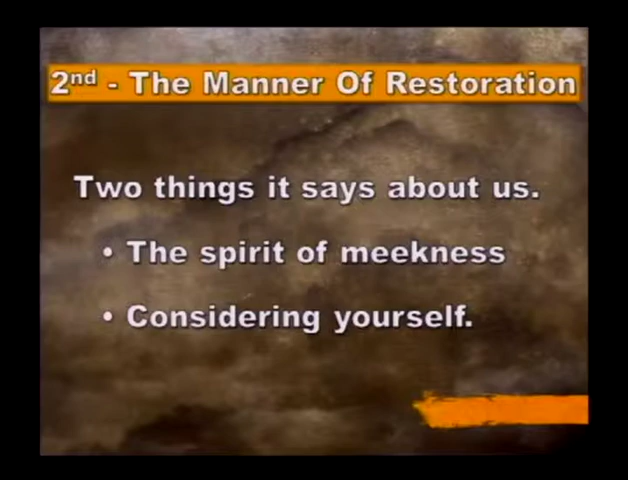 2nd - The Manner Of Restoration
Two things it says about us.
• The spirit of meekness
• Considering yourself.